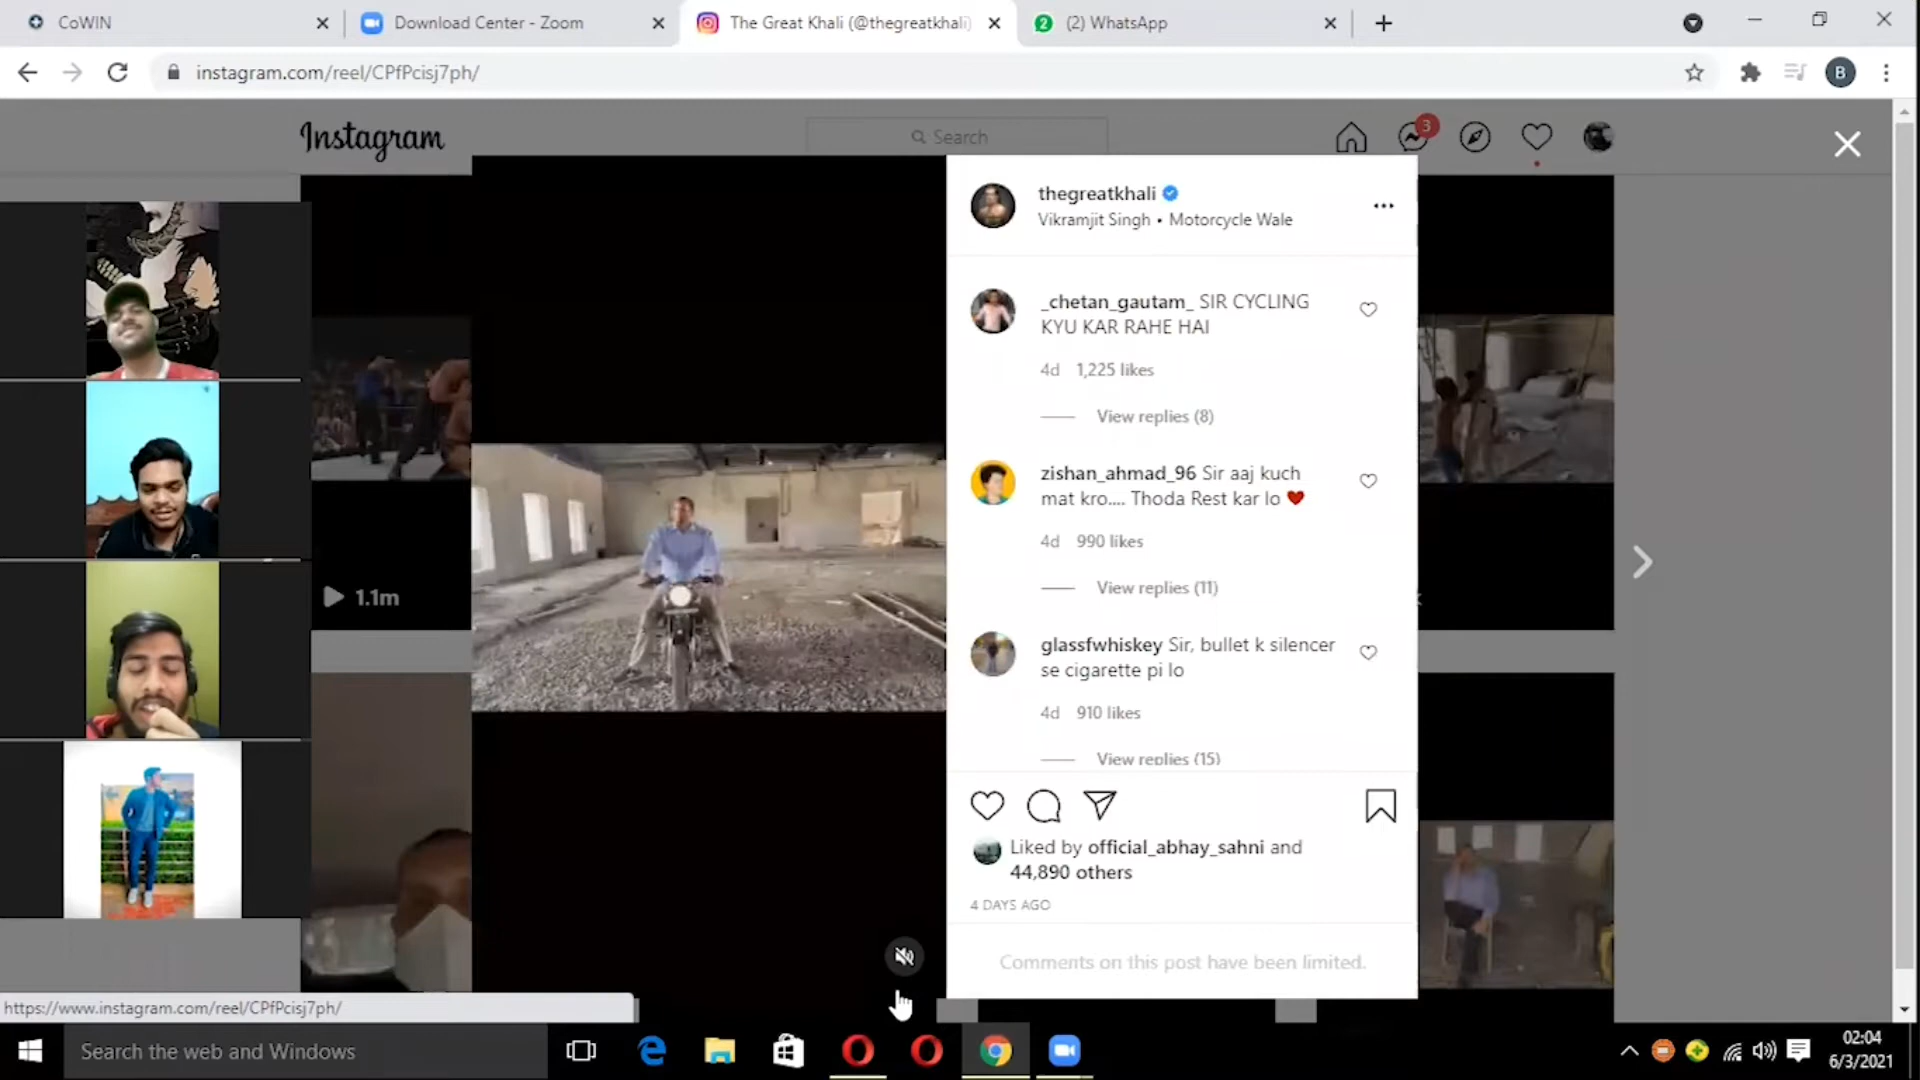 CoWIN
Download Center - Zoom
The Great Khali (@thegreatkhali)
2
(2) WhatsApp
instagram.com/reel/CPfPcisj7ph/
B
Instagram
Search
3
thegreatkhali
Vikramjit Singh • Motorcycle Wale
_chetan_gautam_ SIR CYCLING
KYU KAR RAHE HAI
4d 1,225 likes
View replies (8)
zishan_ahmad_96 Sir aaj kuch
mat kro.... Thoda Rest kar lo ♥
4d 990 likes
View replies (11)
1.1m
glassfwhiskey Sir, bullet k silencer
se cigarette pi lo
4d 910 likes
View replies (15)
Liked by official_abhay_sahni and
44,890 others
4 DAYS AGO
Comments on this post have been limited.
https://www.instagram.com/reel/CPfPcisj7ph/
Search the web and Windows
02:04
6/3/2021